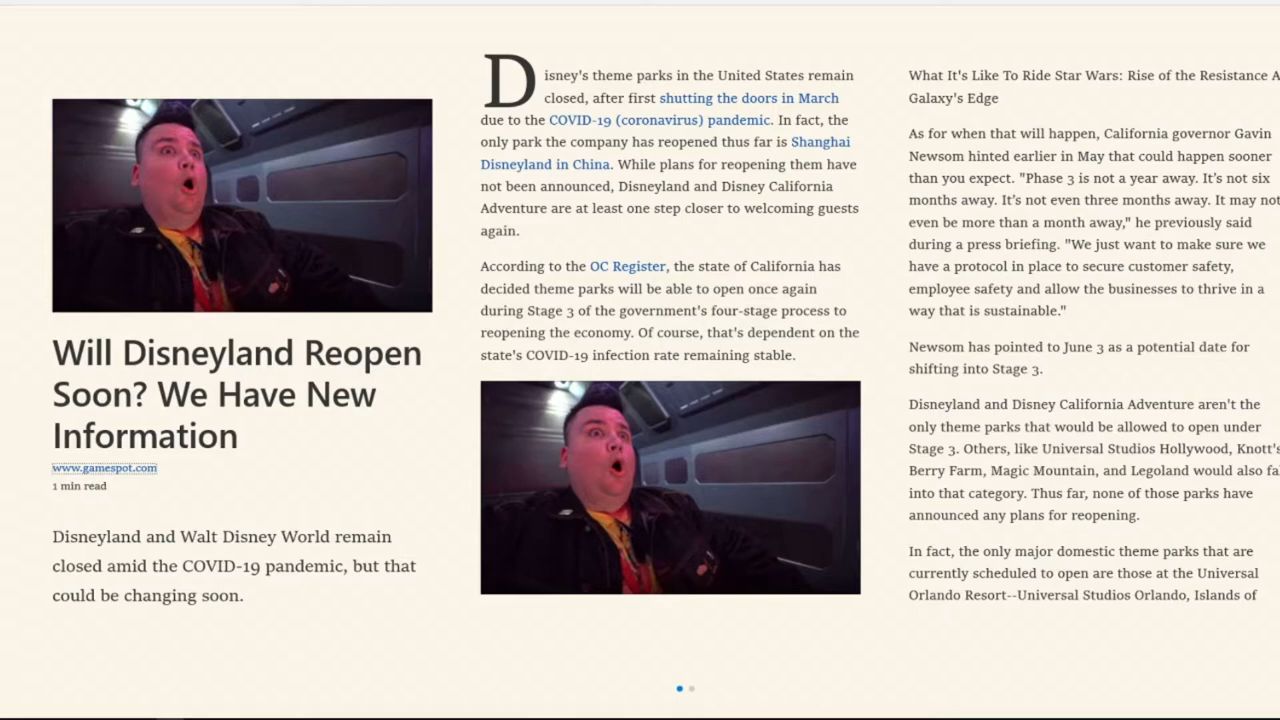 Will Disneyland Reopen
Soon? We Have New
Information
www.gamespot.com
1 min read
Disneyland and Walt Disney World remain
closed amid the COVID-19 pandemic, but that
could be changing soon.
Disney's theme parks in the United States remain
closed, after first shutting the doors in March
due to the COVID-19 (coronavirus) pandemic. In fact, the
only park the company has reopened thus far is Shanghai
Disneyland in China. While plans for reopening them have
not been announced, Disneyland and Disney California
Adventure are at least one step closer to welcoming guests
again.
According to the OC Register, the state of California has
decided theme parks will be able to open once again
during Stage 3 of the government's four-stage process to
reopening the economy. Of course, that's dependent on the
state's COVID-19 infection rate remaining stable.
What It's Like To Ride Star Wars: Rise of the Resistance A
Galaxy's Edge
As for when that will happen, California governor Gavin
Newsom hinted earlier in May that could happen sooner
than you expect. "Phase 3 is not a year away. It's not six
months away. It's not even three months away. It may not
even be more than a month away," he previously said
during a press briefing. "We just want to make sure we
have a protocol in place to secure customer safety,
employee safety and allow the businesses to thrive in a
way that is sustainable."
Newsom has pointed to June 3 as a potential date for
shifting into Stage 3.
Disneyland and Disney California Adventure aren't the
only theme parks that would be allowed to open under
Stage 3. Others, like Universal Studios Hollywood, Knott's
Berry Farm, Magic Mountain, and Legoland would also fa
into that category. Thus far, none of those parks have
announced any plans for reopening.
In fact, the only major domestic theme parks that are
currently scheduled to open are those at the Universal
Orlando Resort--Universal Studios Orlando, Islands of